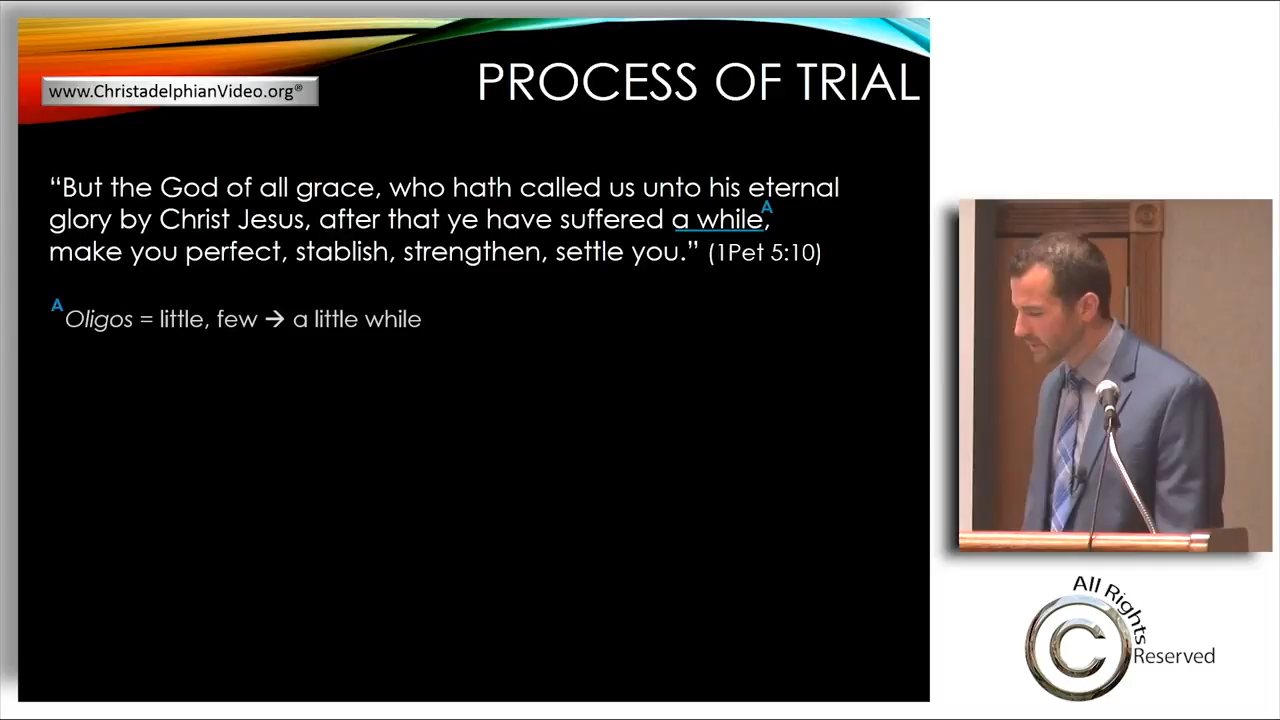 www.ChristadelphianVideo.org®
PROCESS OF TRIAL
“But the God of all grace, who hath called us unto his eternal
glory by Christ Jesus, after that ye have suffered a while,ᴬ
make you perfect, stablish, strengthen, settle you.” (1Pet 5:10)
ᴬOligos = little, few → a little while
All Rights
C
Reserved